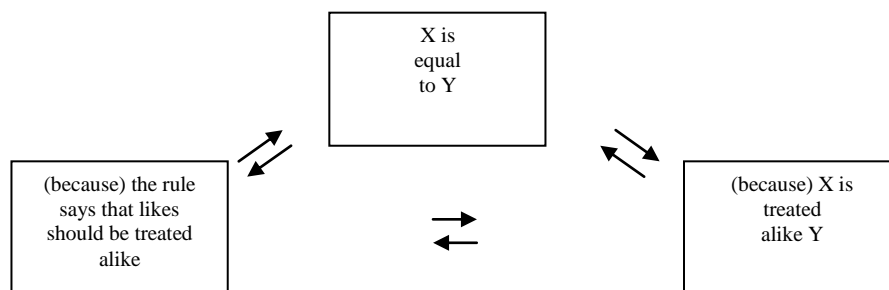 X is
equal
to Y
(because) the rule
says that likes
should be treated
alike
(because) X is
treated
alike Y